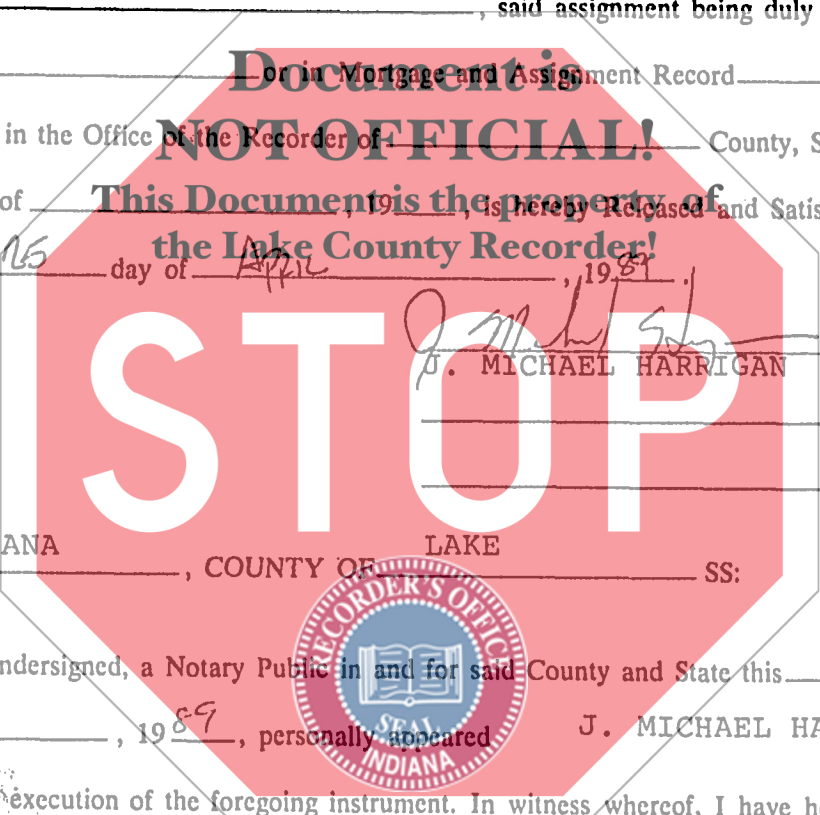 , said assignment being duly
or in Mortgage and Assignment Record
Document is
in the Office of the Recorder of County, S
NOT OFFICIAL!
of , 19 , is hereby Released and Satis
This Document is the property of
the Lake County Recorder!
25 day of April , 1989 .
J. MICHAEL HARRIGAN
STOP
ANA , COUNTY OF LAKE SS:
RECORDER'S OFFICE
ndersigned, a Notary Public in and for said County and State this
SEAL
INDIANA
, 1989 , personally appeared J. MICHAEL HA
execution of the foregoing instrument. In witness whereof, I have h